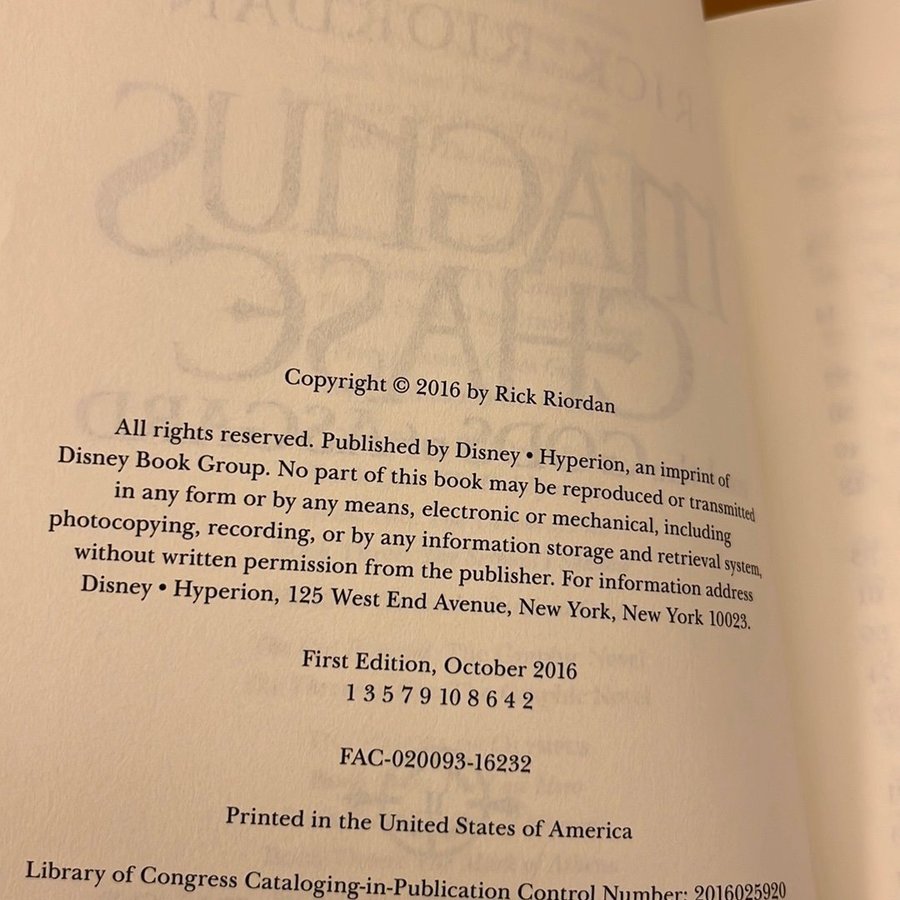 Copyright © 2016 by Rick Riordan
All rights reserved. Published by Disney • Hyperion, an imprint of
Disney Book Group. No part of this book may be reproduced or transmitted
in any form or by any means, electronic or mechanical, including
photocopying, recording, or by any information storage and retrieval system,
without written permission from the publisher. For information address
Disney • Hyperion, 125 West End Avenue, New York, New York 10023.
First Edition, October 2016
1 3 5 7 9 10 8 6 4 2
FAC-020093-16232
Printed in the United States of America
Library of Congress Cataloging-in-Publication Control Number: 2016025920